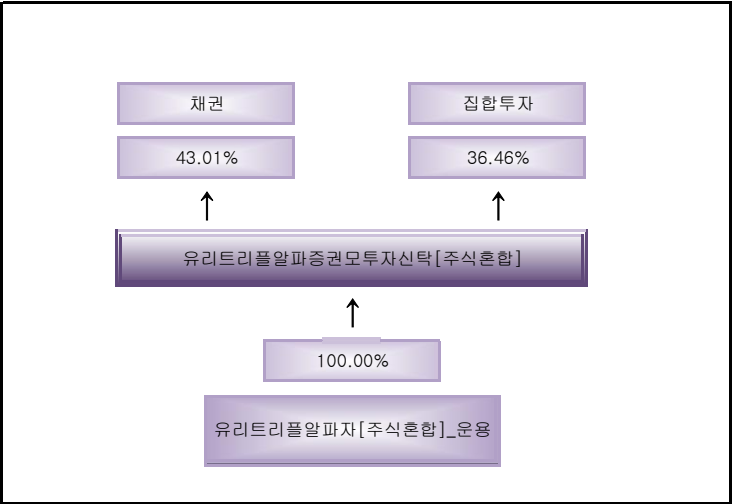 채권
집합투자
43.01%
36.46%
유리트리플알파증권모투자신탁[주식혼합]
100.00%
유리트리플알파자[주식혼합]_운용